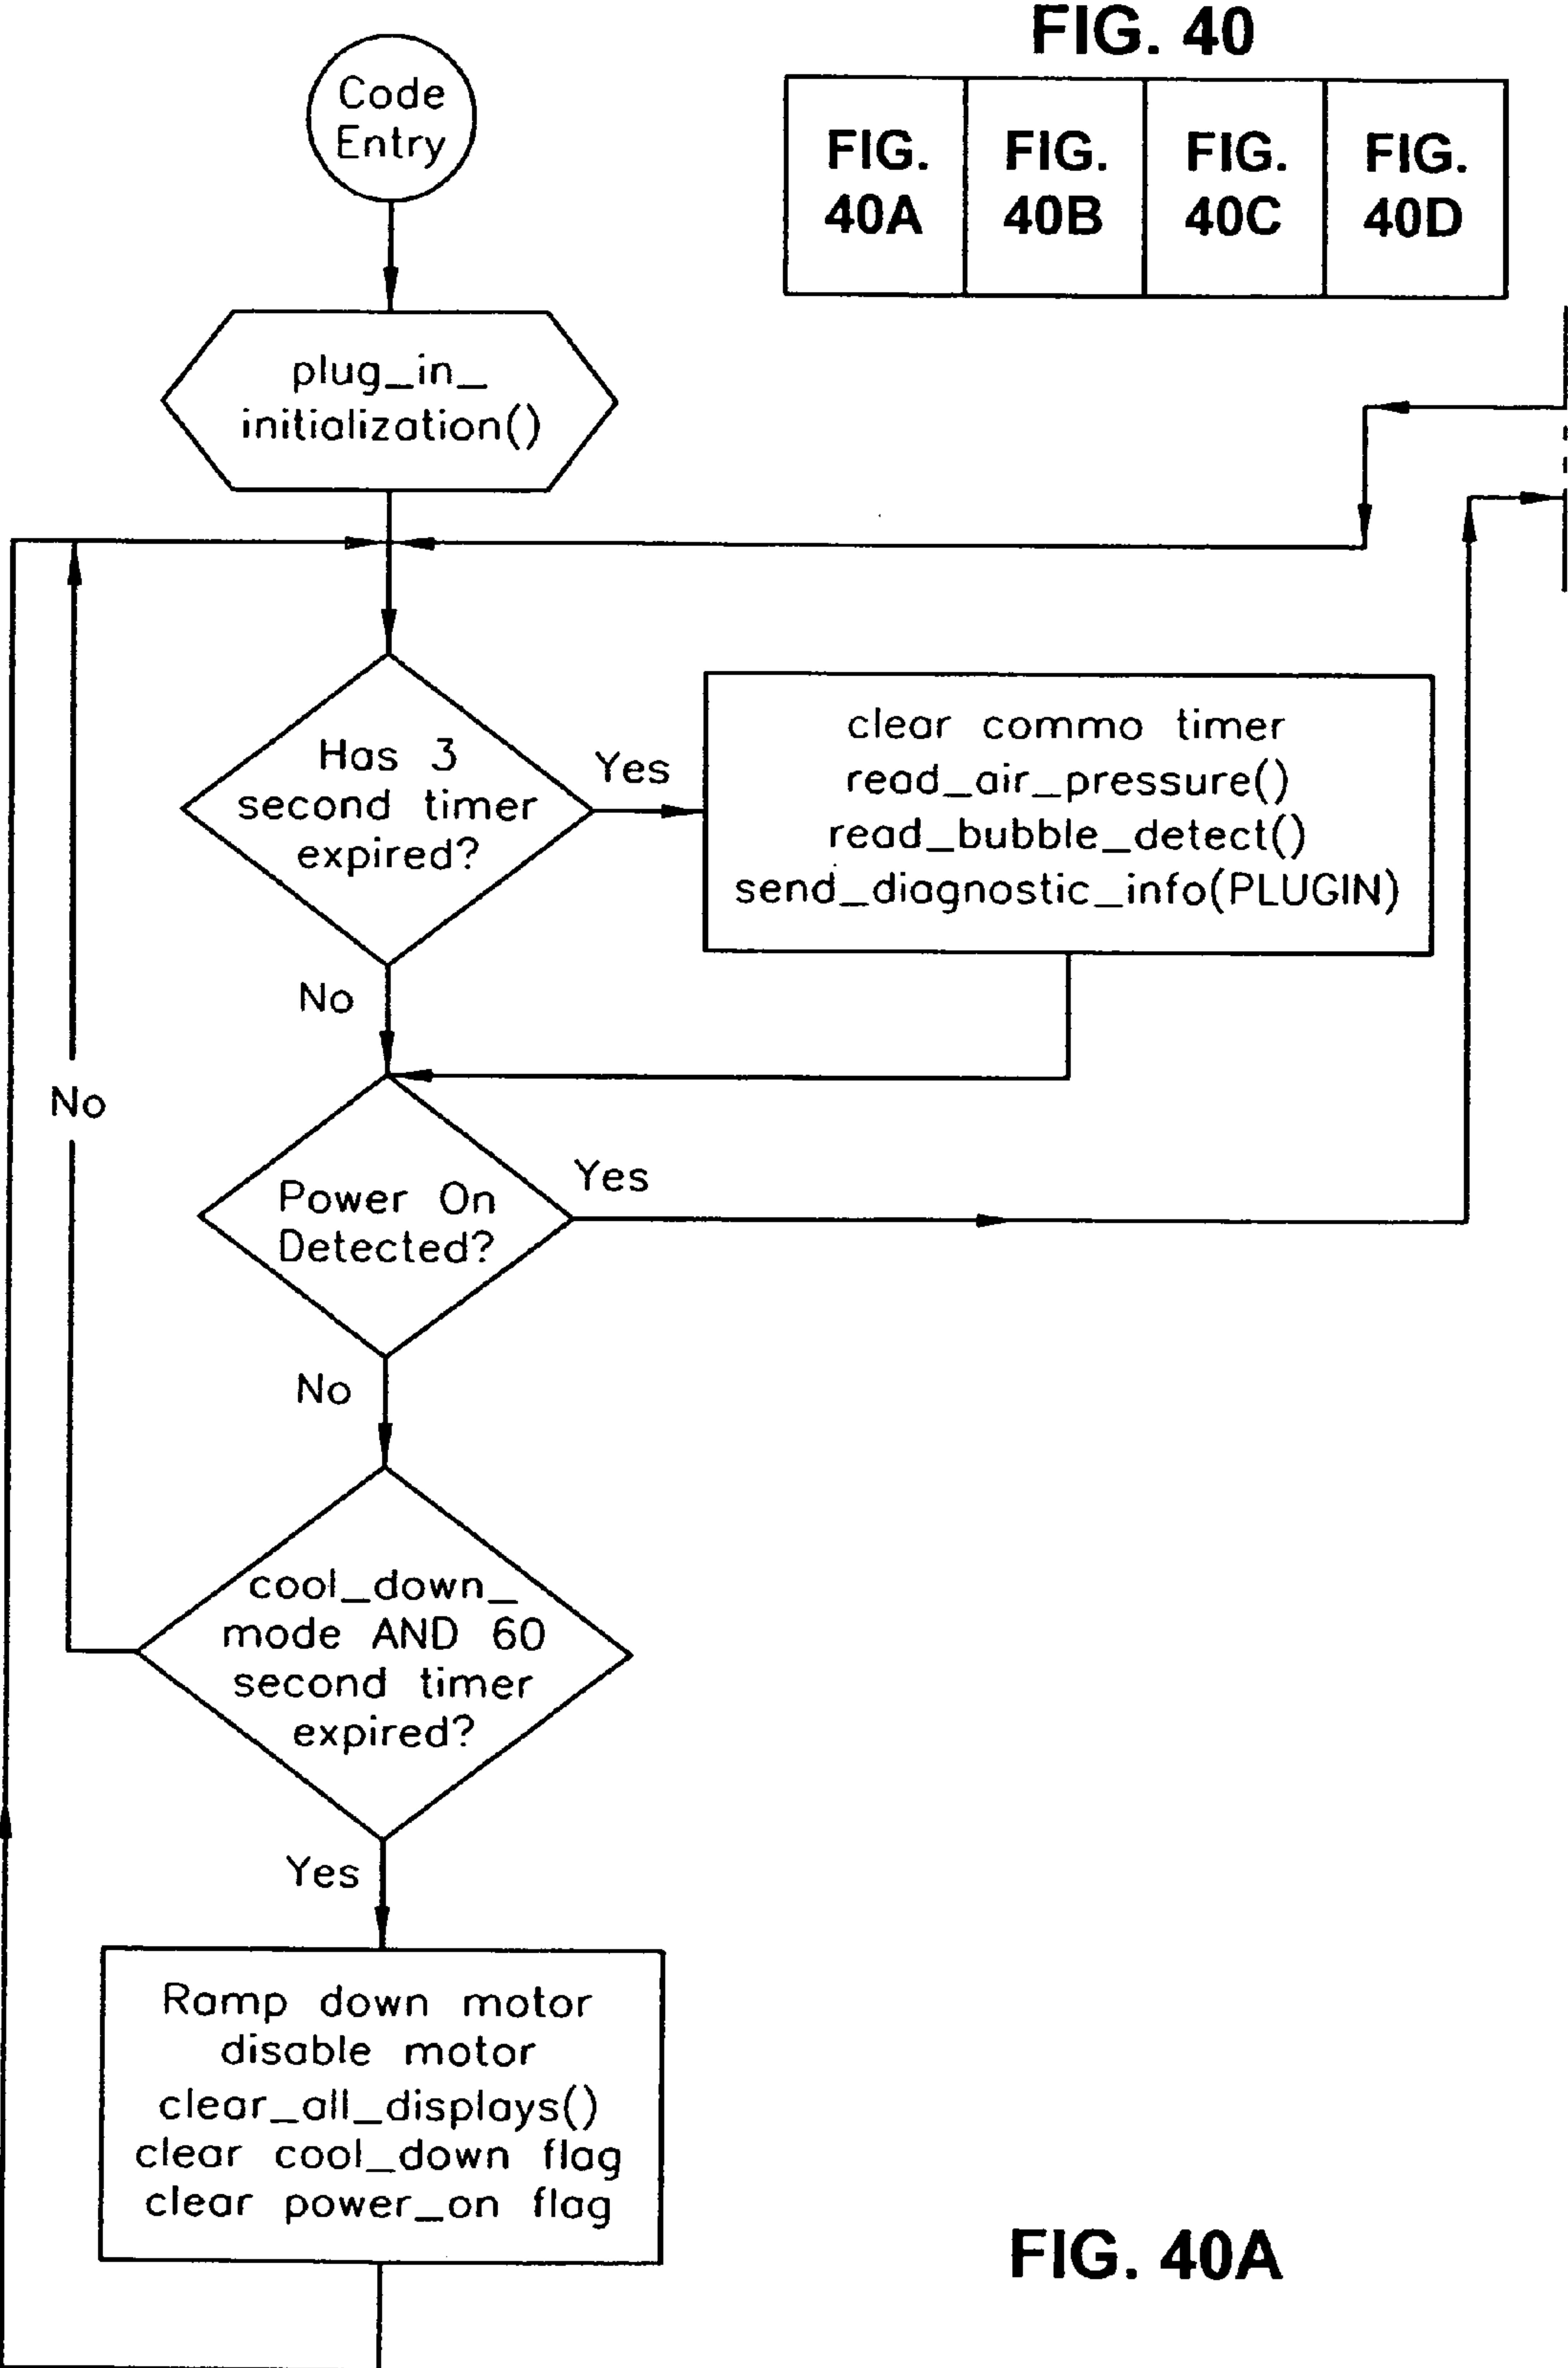 FIG. 40
FIG.
40A
FIG.
40B
FIG.
40C
FIG.
40D
Code
Entry
plug_in_
initialization()
Has 3
second timer
expired?
Yes
clear commo timer
read_air_pressure()
read_bubble_detect()
send_diagnostic_info(PLUGIN)
No
No
Power On
Detected?
Yes
No
cool_down_
mode AND 60
second timer
expired?
Yes
Ramp down motor
disable motor
clear_all_displays()
clear cool_down flag
clear power_on flag
FIG. 40A